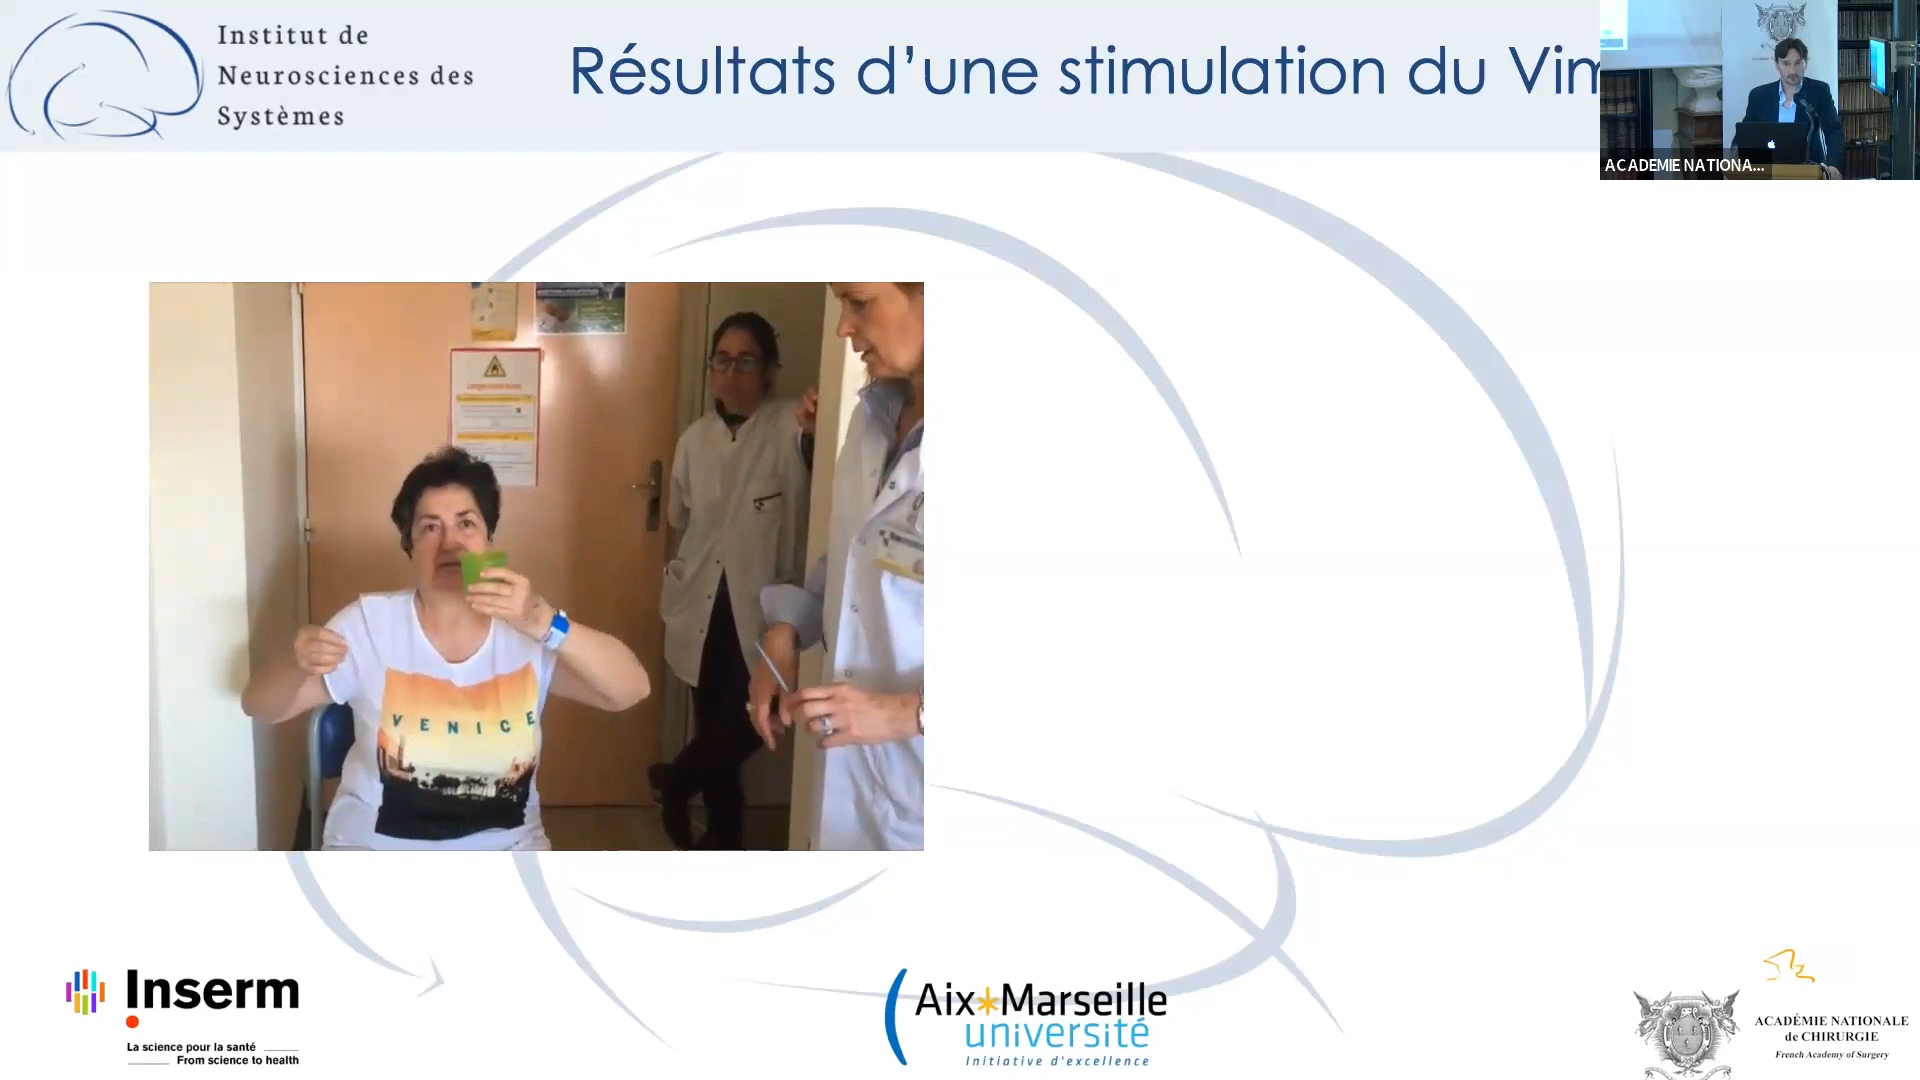 Institut de
Neurosciences des
Systèmes
Résultats d’une stimulation du Vim
ACADEMIE NATIONA...
VENICE
Inserm
La science pour la santé
From science to health
Aix*Marseille
université
Initiative d'excellence
ACADÉMIE NATIONALE
de CHIRURGIE
French Academy of Surgery